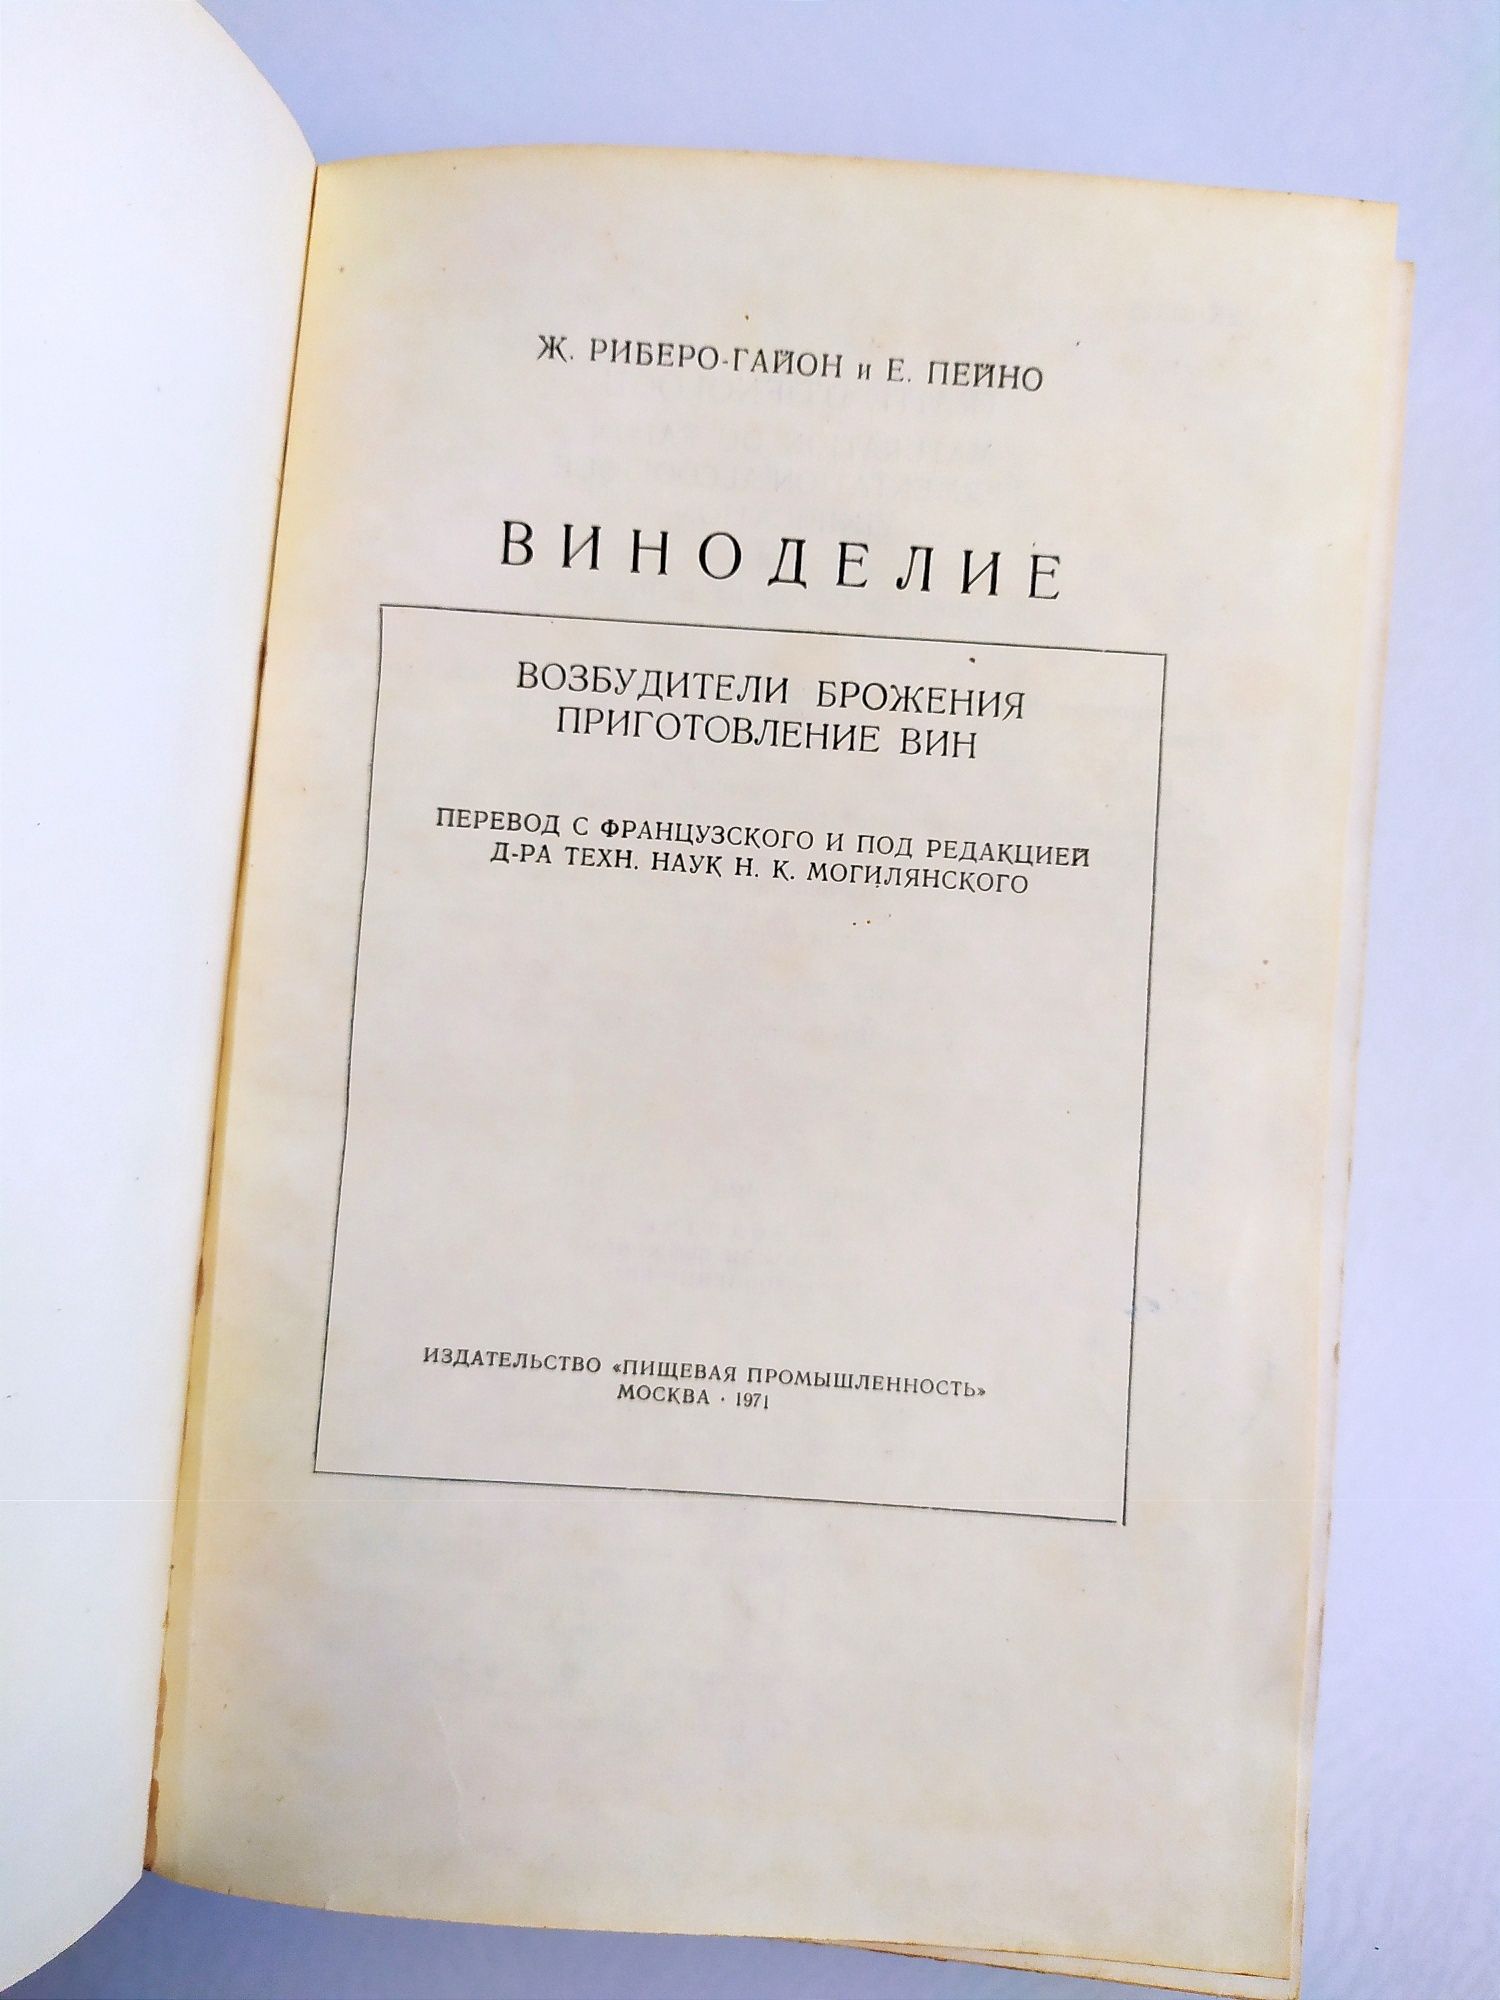 Ж. РИБЕРО-ГАЙОН и Е. ПЕЙНО
ВИНОДЕЛИЕ
ВОЗБУДИТЕЛИ БРОЖЕНИЯ
ПРИГОТОВЛЕНИЕ ВИН
ПЕРЕВОД С ФРАНЦУЗСКОГО И ПОД РЕДАКЦИЕЙ
Д-РА ТЕХН. НАУК Н. К. МОГИЛЯНСКОГО
ИЗДАТЕЛЬСТВО «ПИЩЕВАЯ ПРОМЫШЛЕННОСТЬ»
МОСКВА · 1971